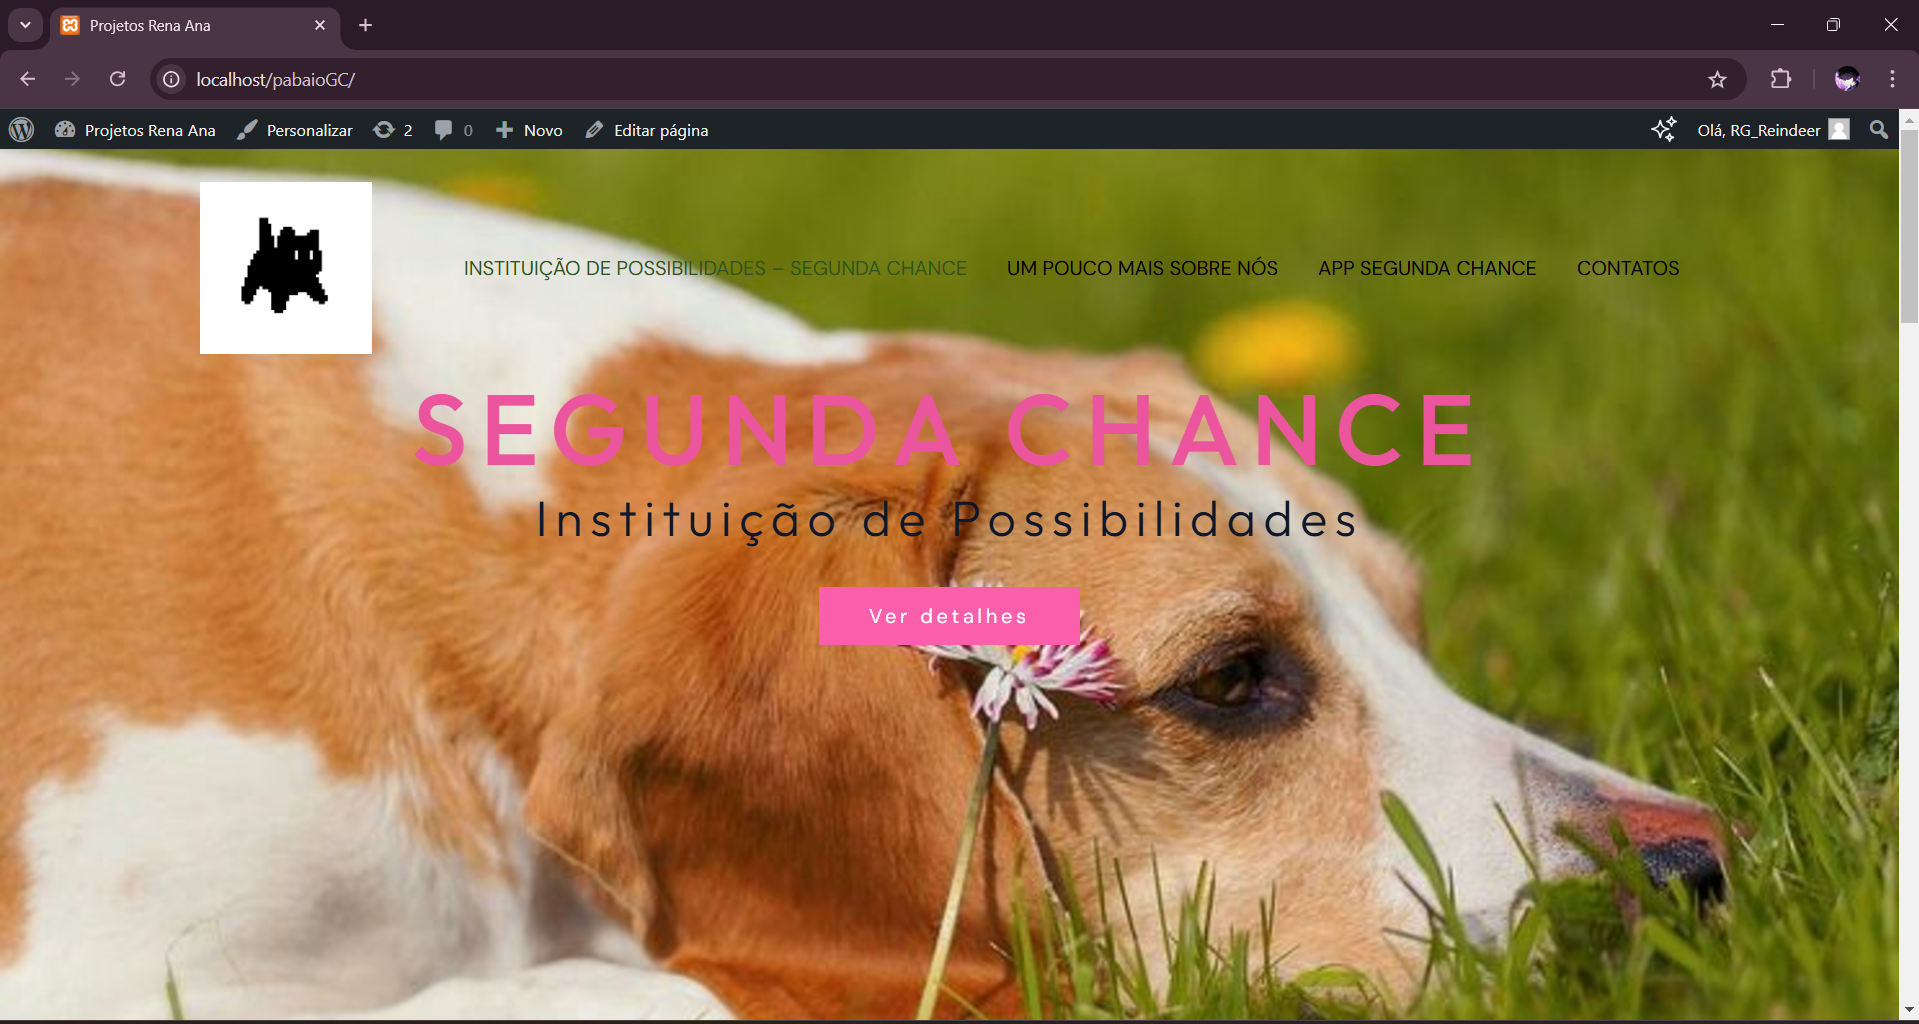 Projetos Rena Ana
localhost/pabaioGC/
Projetos Rena Ana Personalizar 2 0 Novo Editar página Olá, RG_Reindeer
INSTITUIÇÃO DE POSSIBILIDADES – SEGUNDA CHANCE UM POUCO MAIS SOBRE NÓS APP SEGUNDA CHANCE CONTATOS
SEGUNDA CHANCE
Instituição de Possibilidades
Ver detalhes